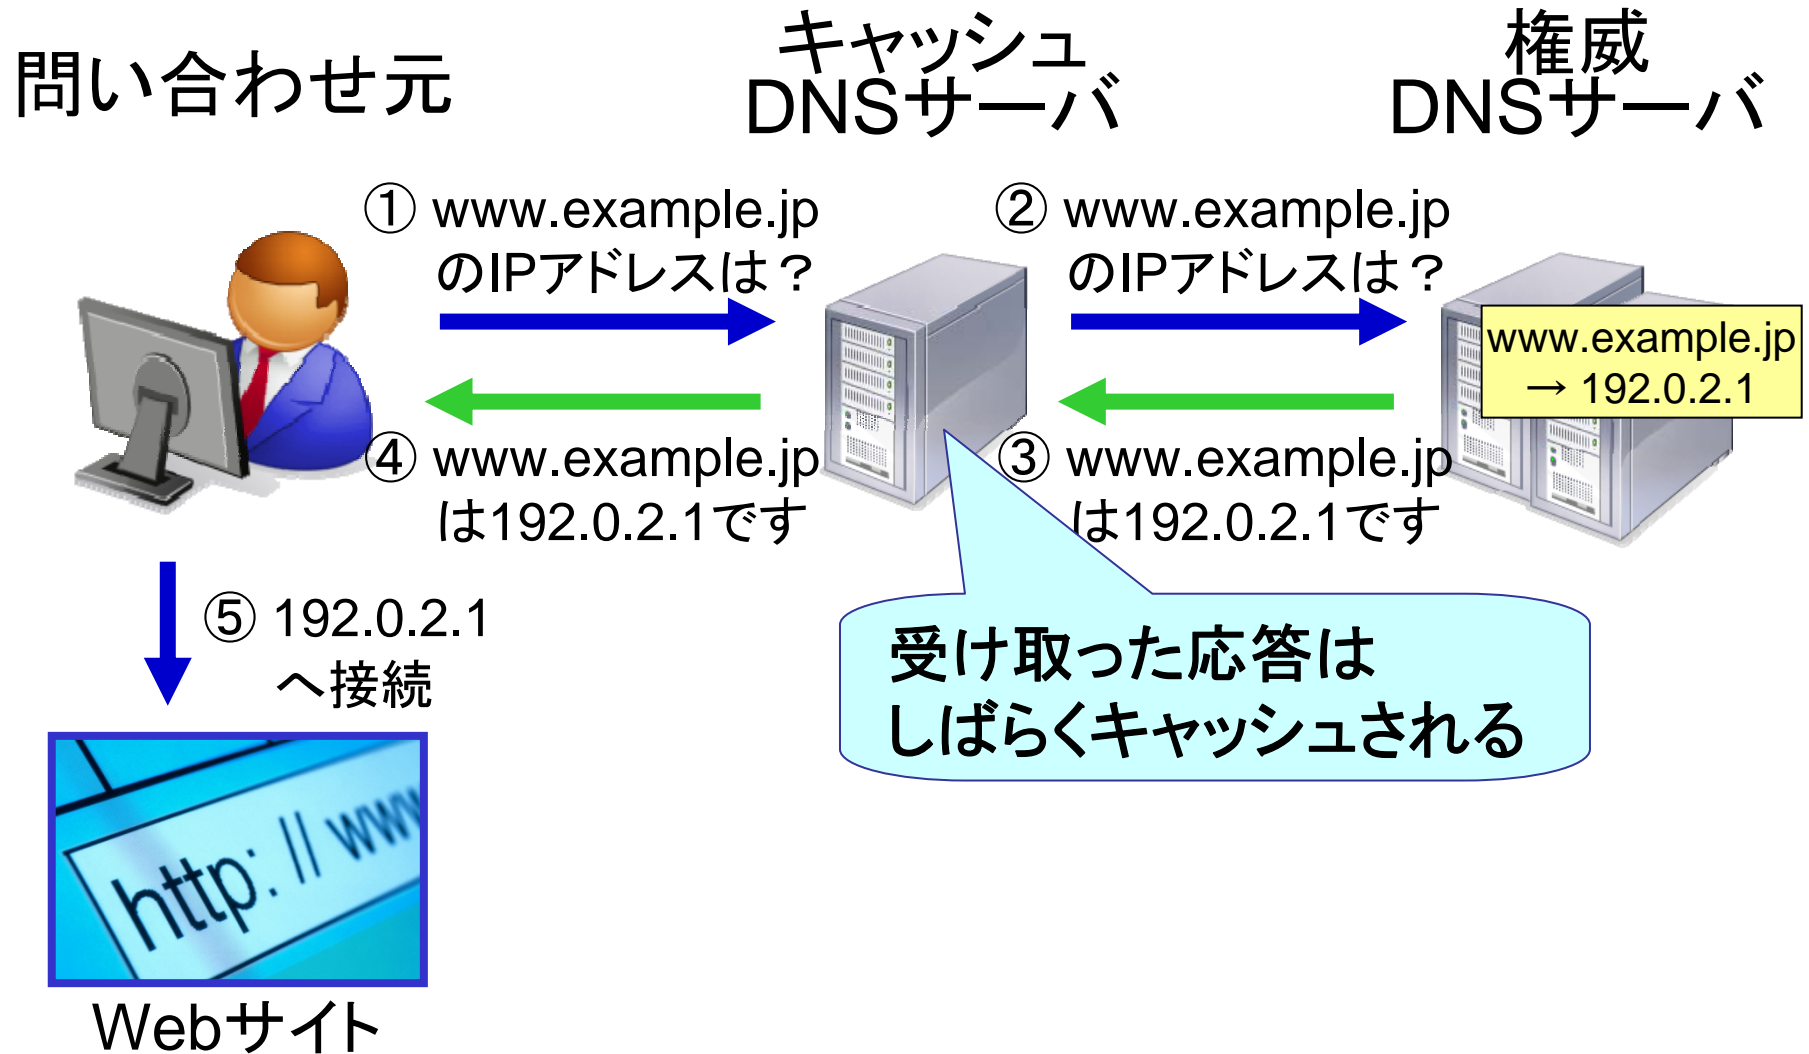 問い合わせ元
キャッシュ
DNSサーバ
権威
DNSサーバ
① www.example.jp
のIPアドレスは？
② www.example.jp
のIPアドレスは？
www.example.jp
→ 192.0.2.1
④ www.example.jp
は192.0.2.1です
③ www.example.jp
は192.0.2.1です
⑤ 192.0.2.1
へ接続
受け取った応答は
しばらくキャッシュされる
http: // www
Webサイト